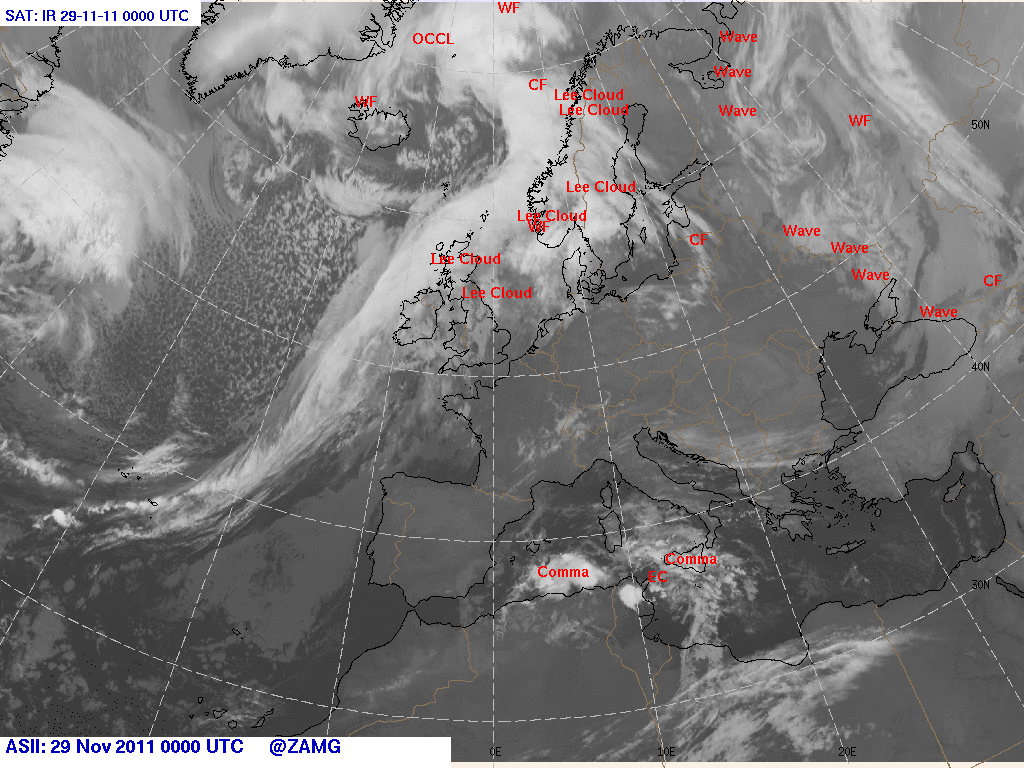 SAT: IR 29-11-11 0000 UTC
WF
OCCL
Wave
Wave
CF
Lee Cloud
WF
Lee Cloud
Wave
WF
50N
Lee Cloud
Lee Cloud
WF
Wave
CF
Wave
Lee Cloud
Wave
CF
Lee Cloud
Wave
40N
Comma
Comma
FC
30N
ASII: 29 Nov 2011 0000 UTC @ZAMG
0E
10E
20E